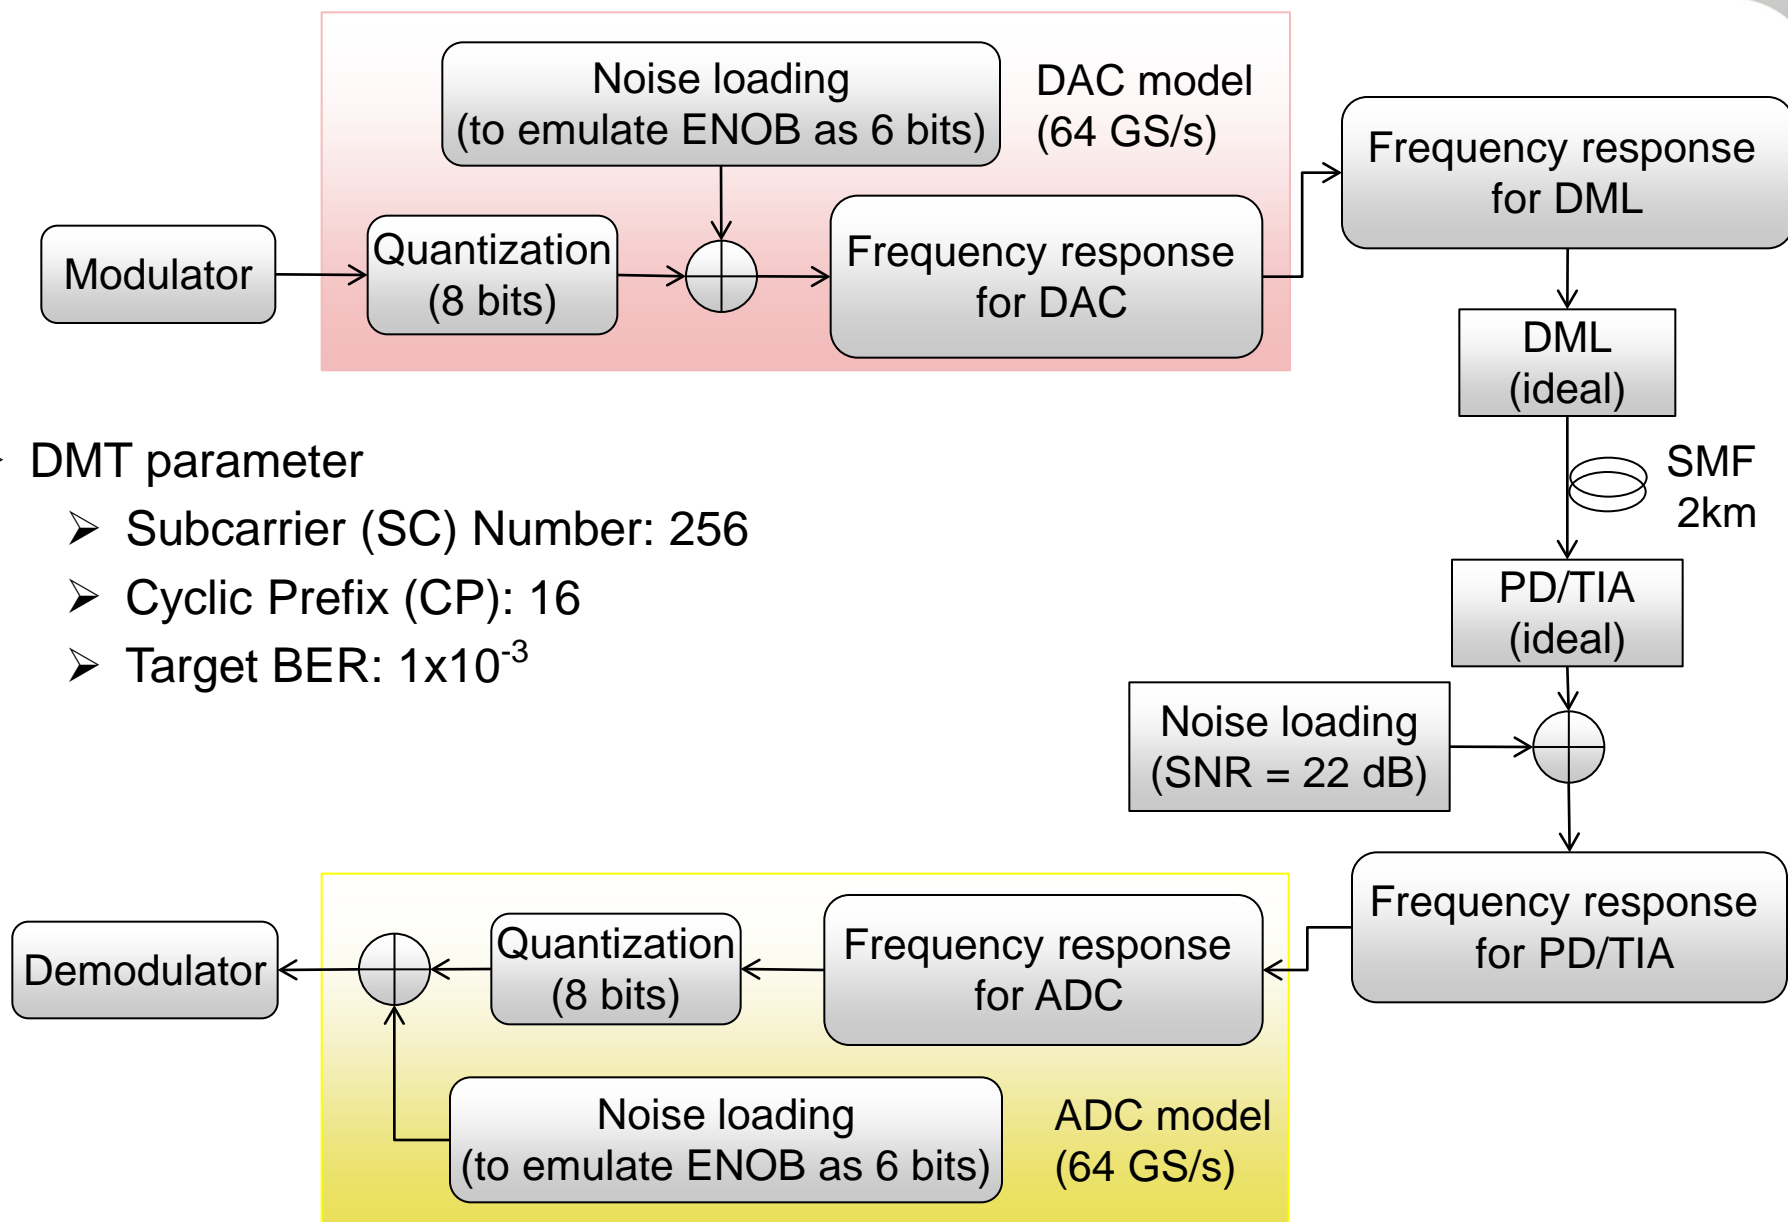 Noise loading
(to emulate ENOB as 6 bits)
DAC model
(64 GS/s)
Frequency response
for DML
Modulator
Quantization
(8 bits)
Frequency response
for DAC
DML
(ideal)
SMF
2km
➢ DMT parameter
➢ Subcarrier (SC) Number: 256
➢ Cyclic Prefix (CP): 16
➢ Target BER: 1x10⁻³
PD/TIA
(ideal)
Noise loading
(SNR = 22 dB)
Frequency response
for PD/TIA
Demodulator
Quantization
(8 bits)
Frequency response
for ADC
Noise loading
(to emulate ENOB as 6 bits)
ADC model
(64 GS/s)